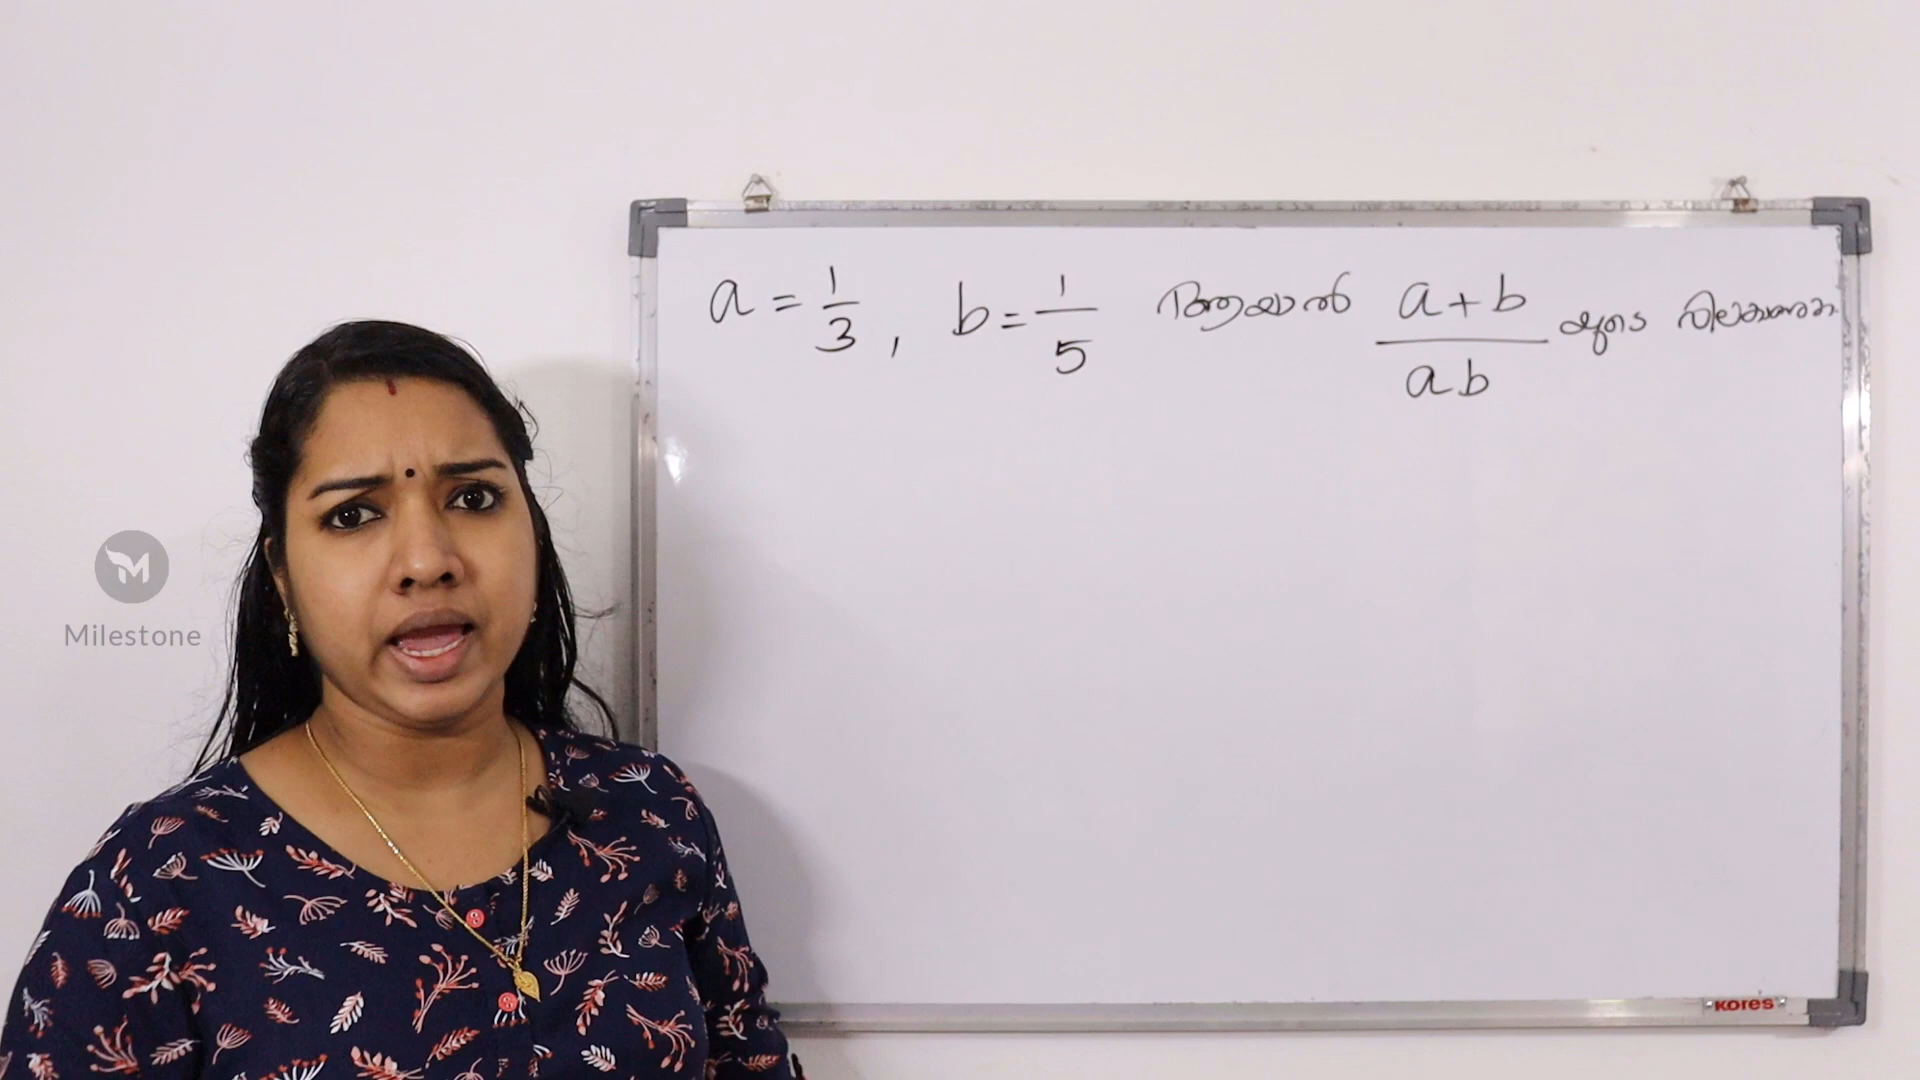 a = 1/3 , b = 1/5 ആയാൽ (a+b)/(ab) യുടെ വിലകാണുക
Milestone
KORES